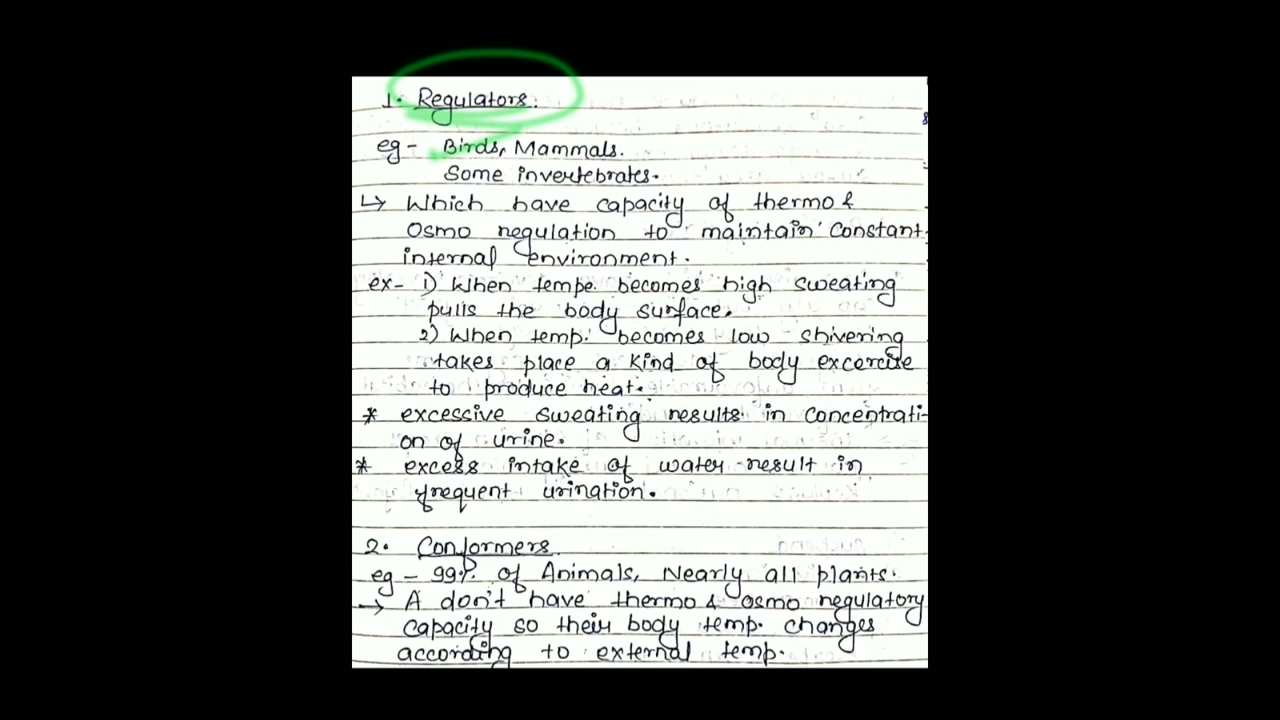 1. Regulators:
eg - Birds, Mammals.
Some invertebrates.
↳ Which have capacity of thermo &
Osmo regulation to maintain constant
internal environment.
ex- 1) When tempe. becomes high sweating
pulls the body surface.
2) When temp. becomes low shivering
takes place a kind of body excercise
to produce heat.
* excessive sweating results in concentrati-
on of urine.
* excess intake of water result in
frequent urination.
2. Conformers
eg - 99% of Animals, Nearly all plants.
→ A don't have thermo & osmo regulatory
capacity so their body temp. changes
according to external temp.